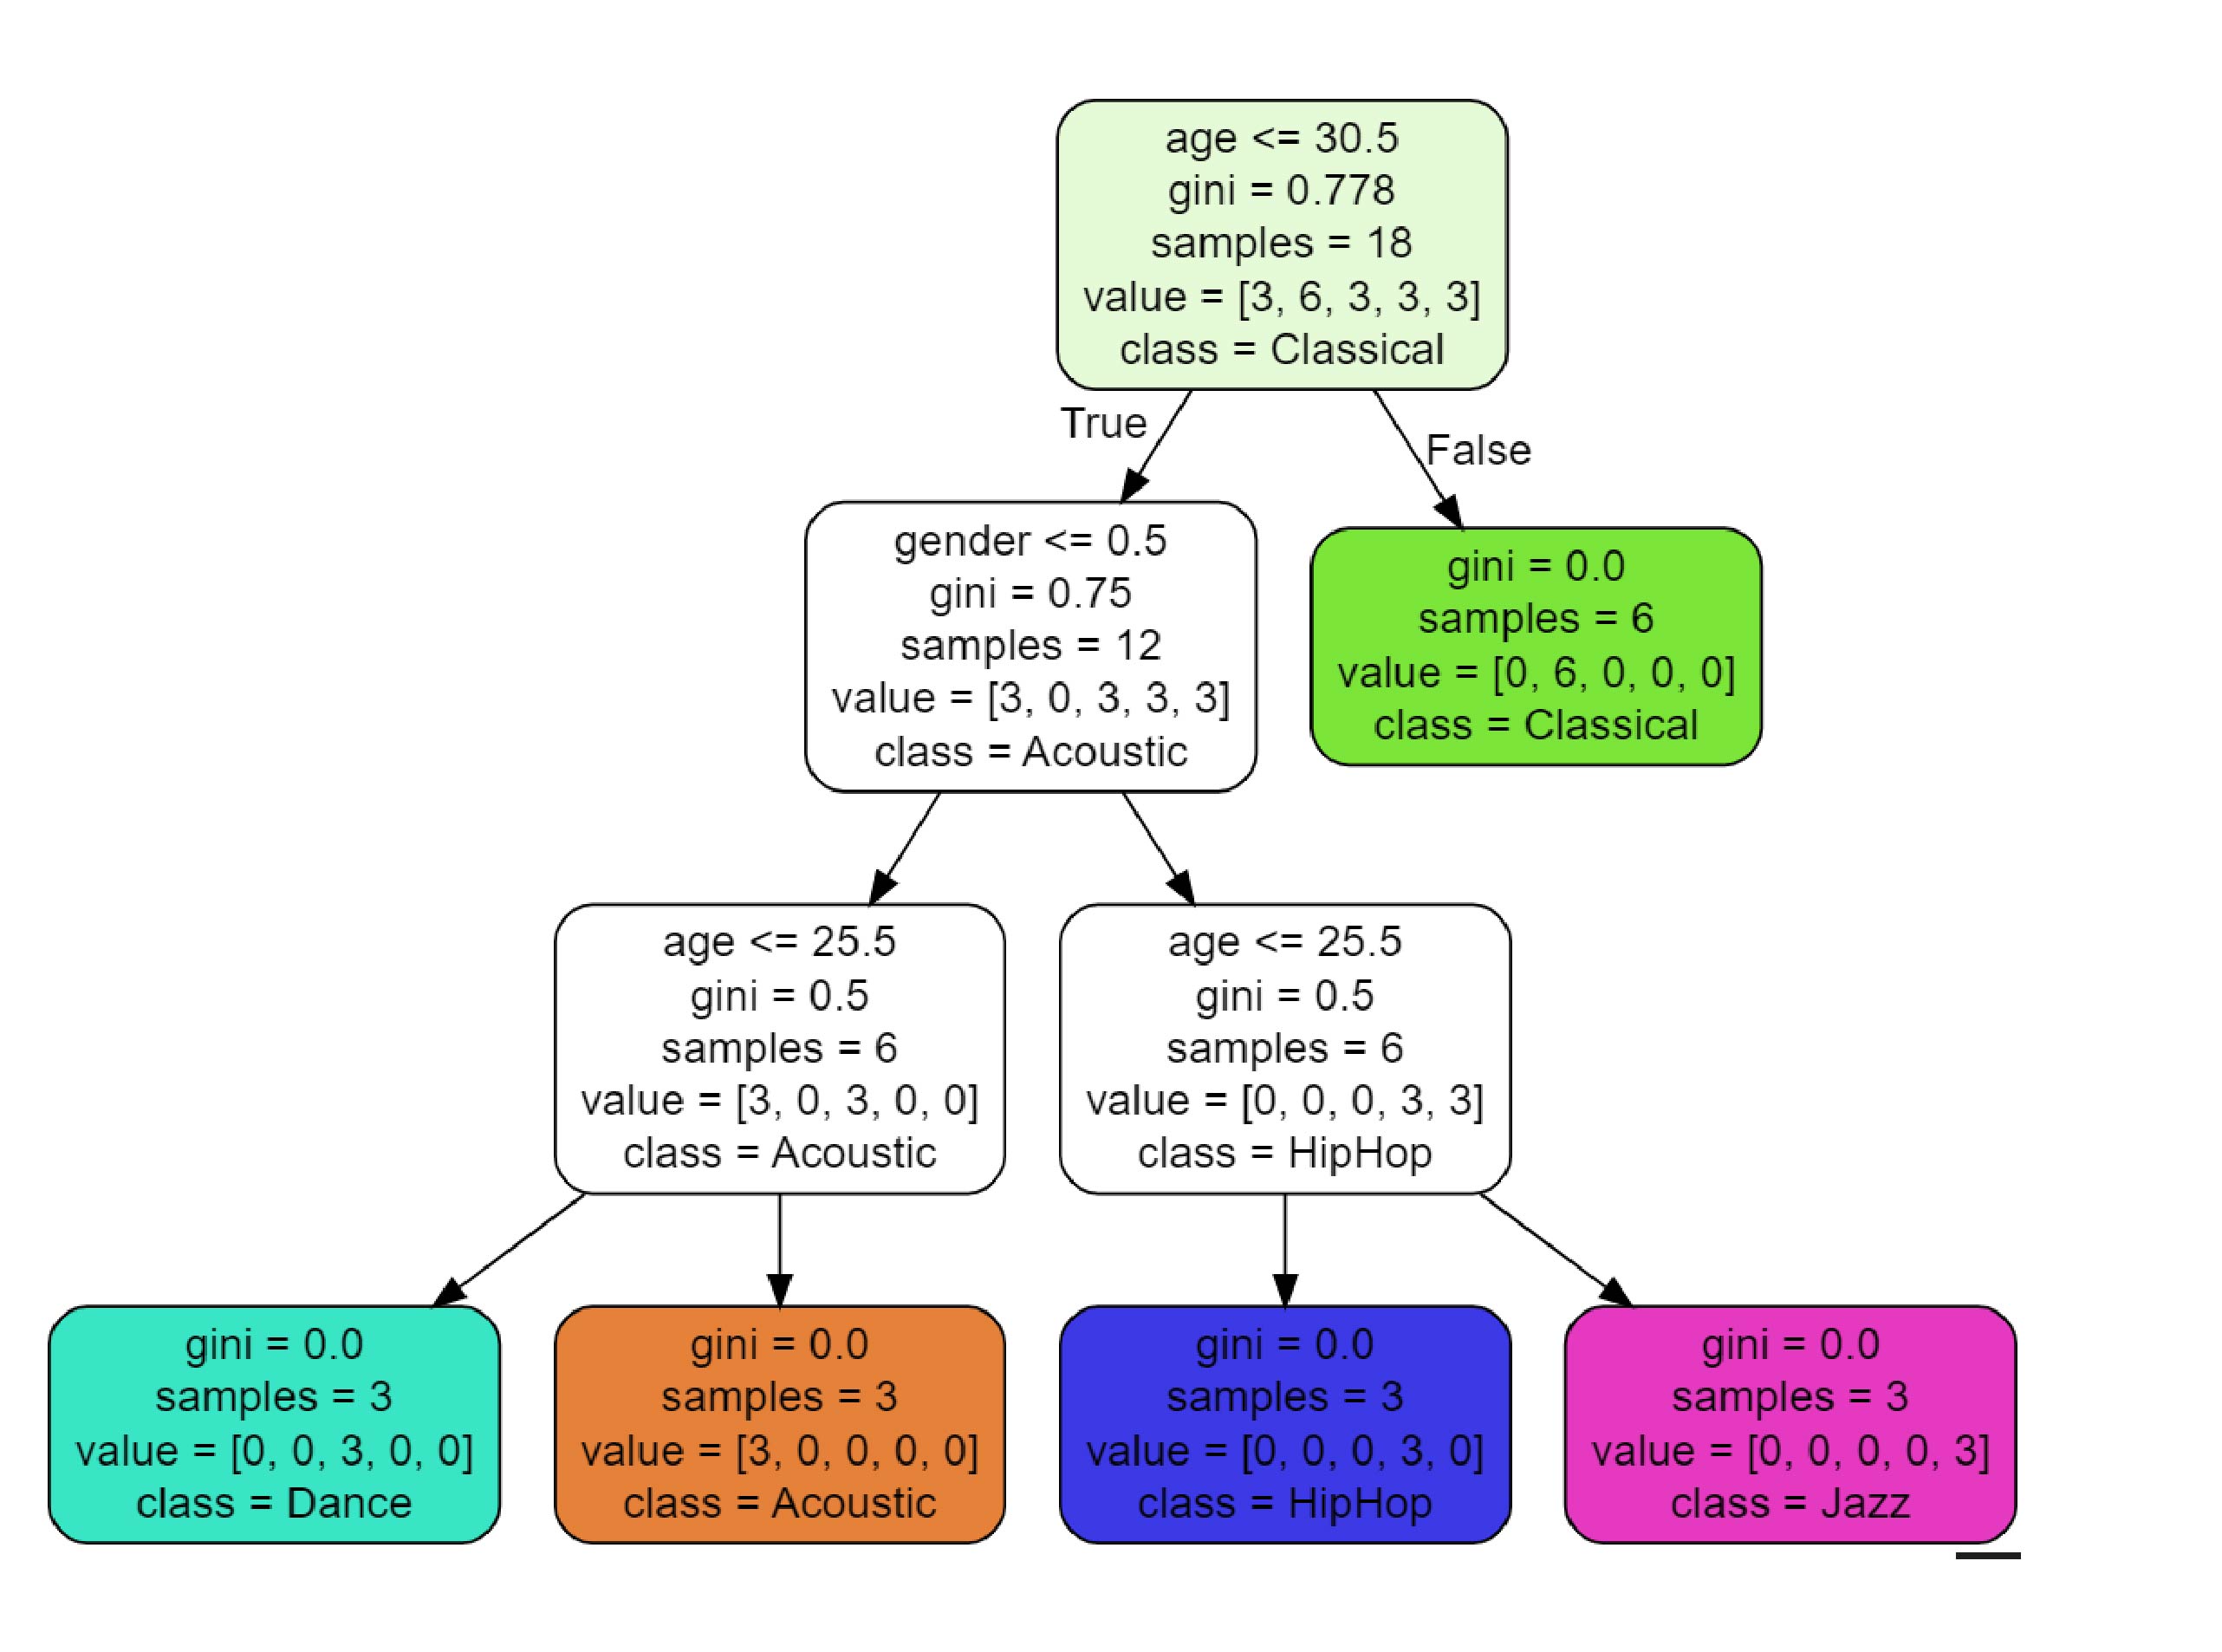 age <= 30.5
gini = 0.778
samples = 18
value = [3, 6, 3, 3, 3]
class = Classical
True
False
gender <= 0.5
gini = 0.75
samples = 12
value = [3, 0, 3, 3, 3]
class = Acoustic
gini = 0.0
samples = 6
value = [0, 6, 0, 0, 0]
class = Classical
age <= 25.5
gini = 0.5
samples = 6
value = [3, 0, 3, 0, 0]
class = Acoustic
age <= 25.5
gini = 0.5
samples = 6
value = [0, 0, 0, 3, 3]
class = HipHop
gini = 0.0
samples = 3
value = [0, 0, 3, 0, 0]
class = Dance
gini = 0.0
samples = 3
value = [3, 0, 0, 0, 0]
class = Acoustic
gini = 0.0
samples = 3
value = [0, 0, 0, 3, 0]
class = HipHop
gini = 0.0
samples = 3
value = [0, 0, 0, 0, 3]
class = Jazz